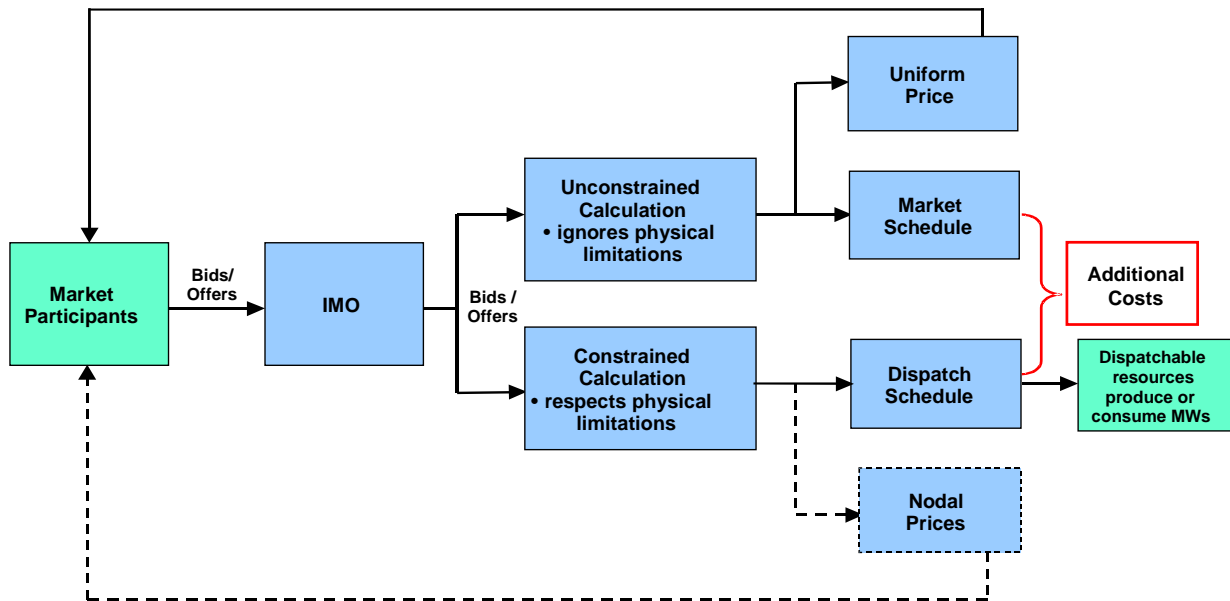 Uniform
Price
Unconstrained
Calculation
• ignores physical
limitations
Market
Schedule
Market
Participants
Bids/
Offers
IMO
Bids /
Offers
Additional
Costs
Constrained
Calculation
• respects physical
limitations
Dispatch
Schedule
Dispatchable
resources
produce or
consume MWs
Nodal
Prices